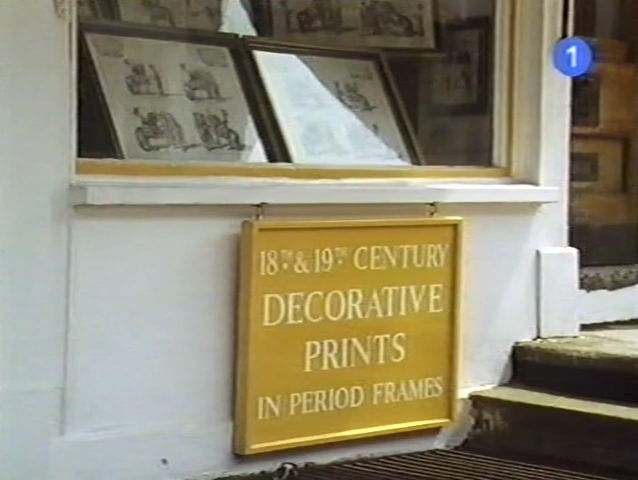 1
18TH & 19TH CENTURY
DECORATIVE
PRINTS
IN PERIOD FRAMES